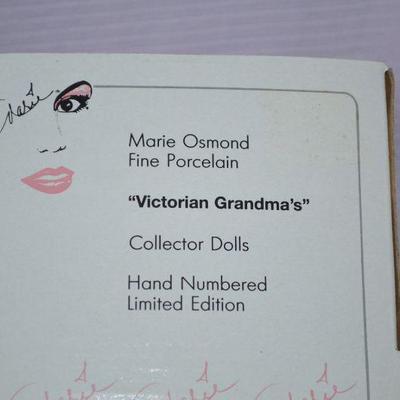 Marie Osmond
Fine Porcelain
“Victorian Grandma's”
Collector Dolls
Hand Numbered
Limited Edition